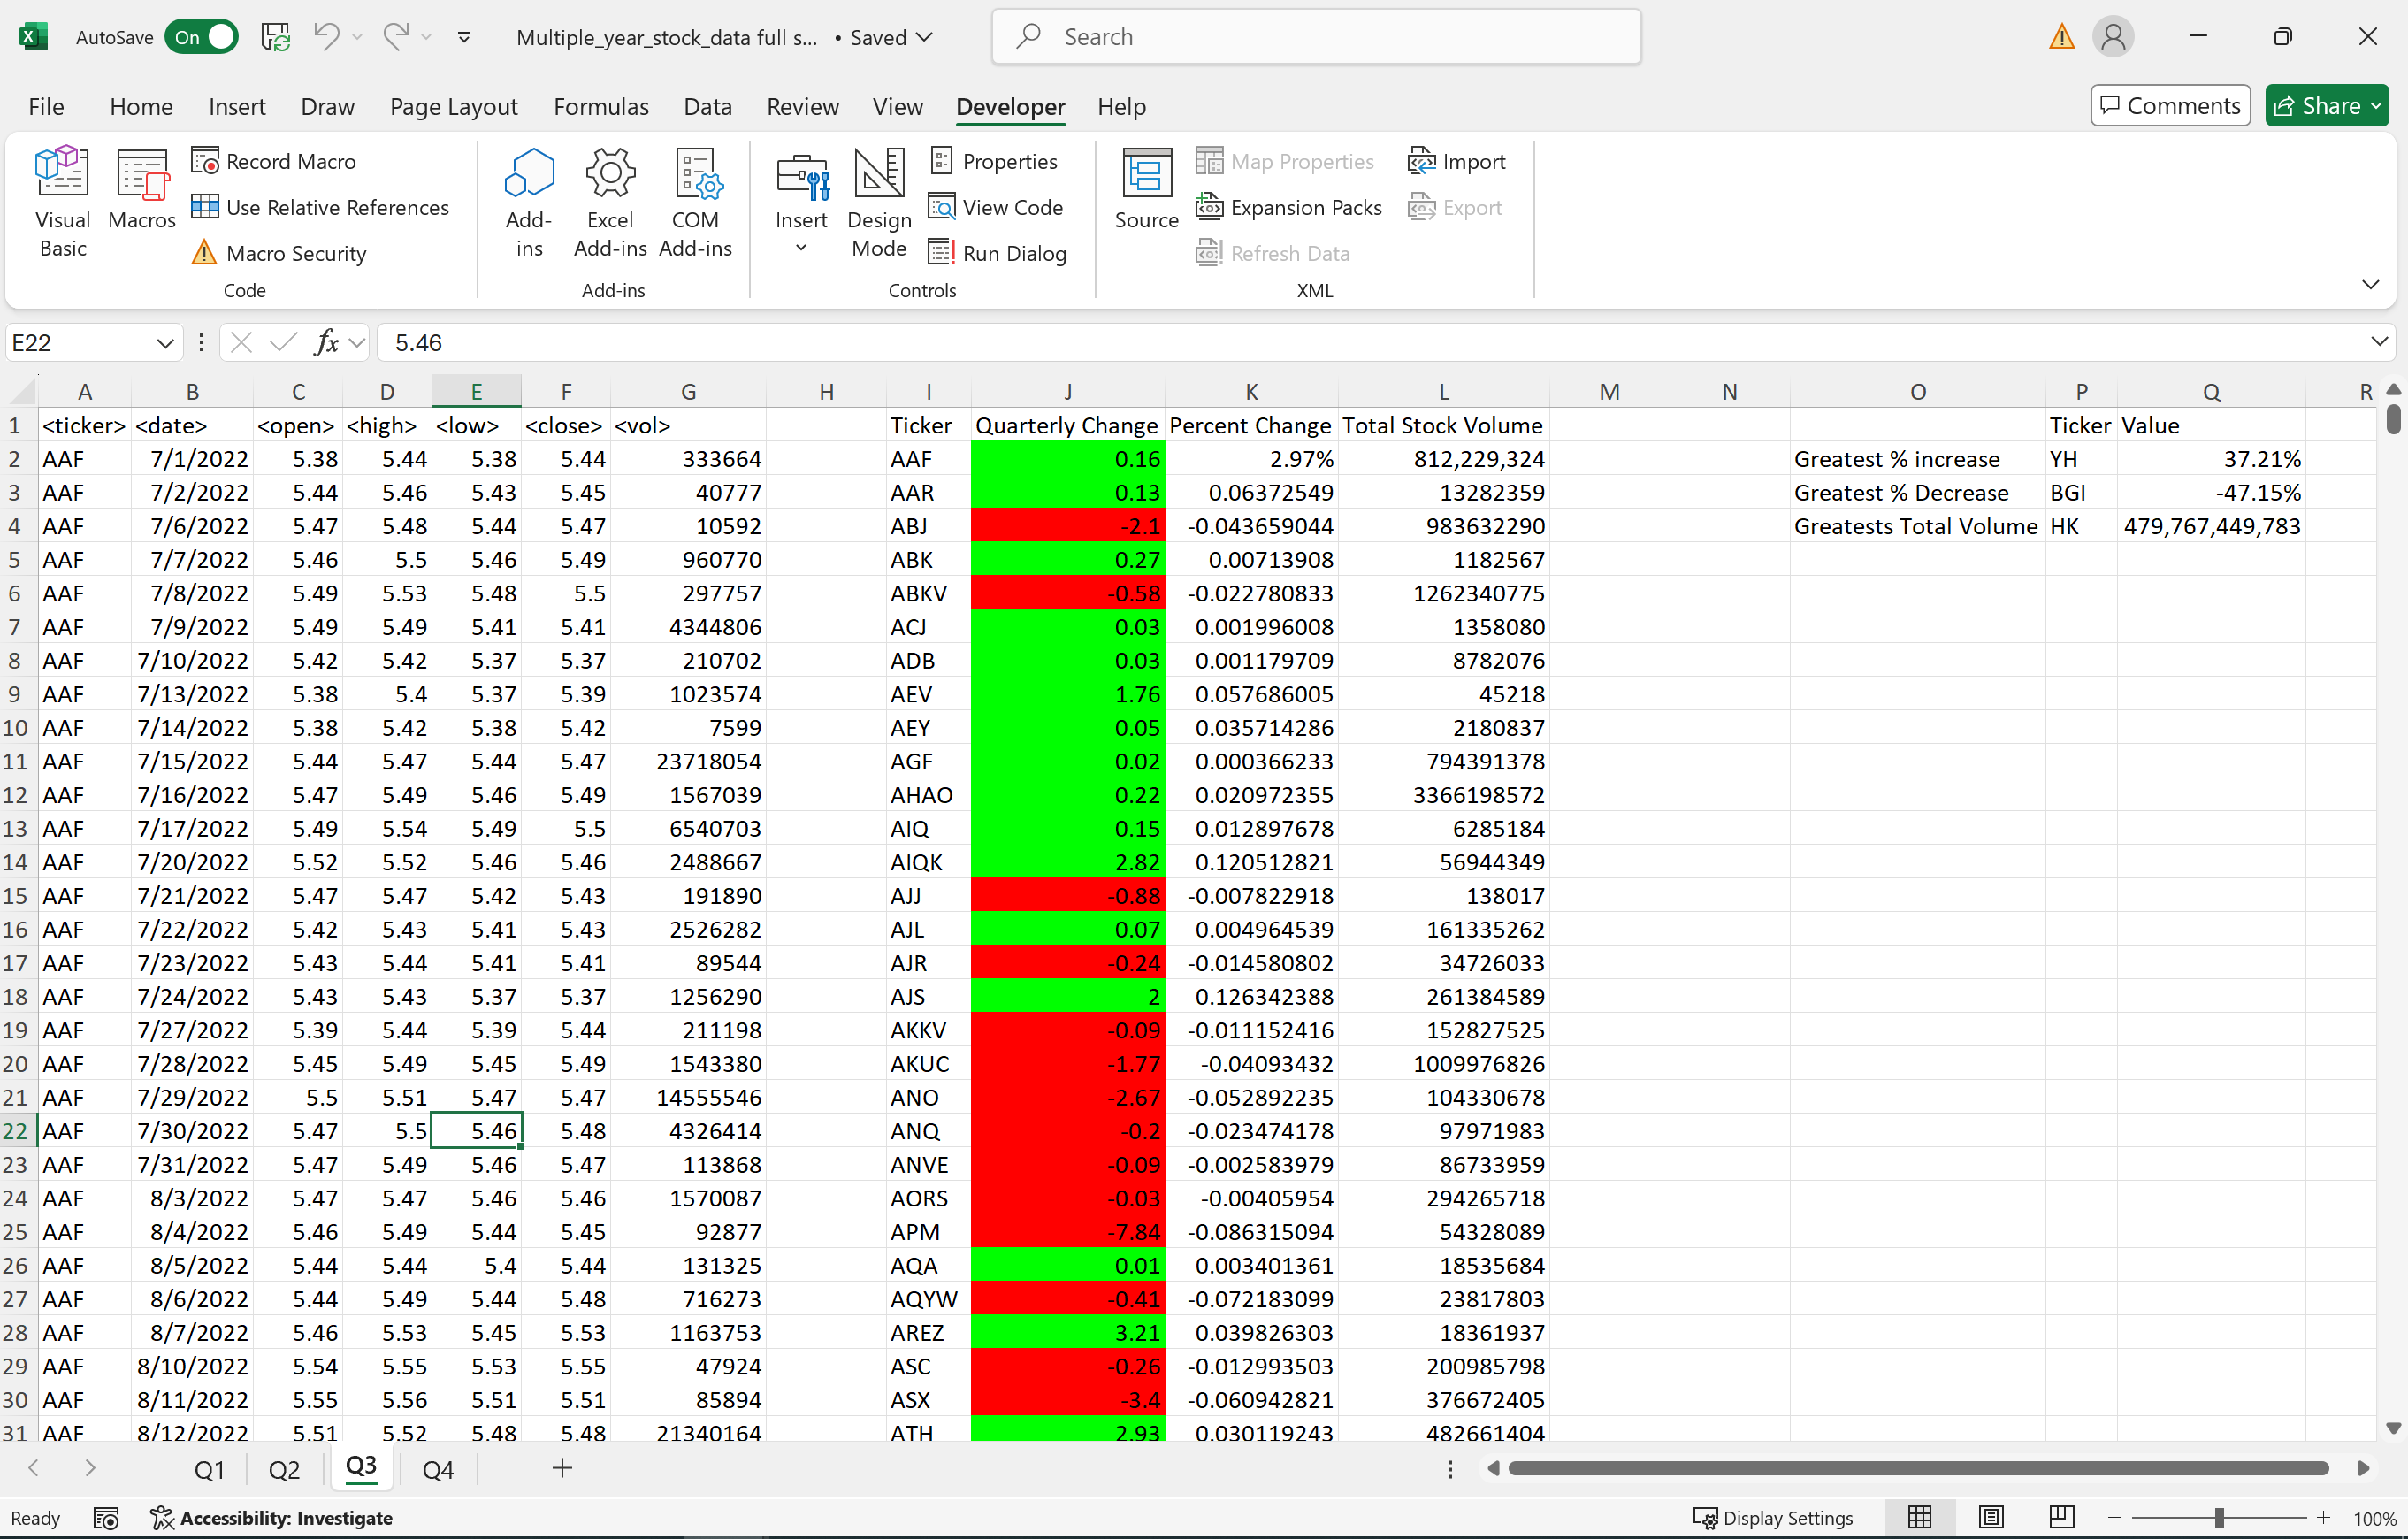 AutoSave On Multiple_year_stock_data full s... • Saved Search
File Home Insert Draw Page Layout Formulas Data Review View Developer Help Comments Share
Visual Basic
Macros
Record Macro
Use Relative References
Macro Security
Code
Add-ins
Excel Add-ins
COM Add-ins
Add-ins
Insert
Design Mode
Properties
View Code
Run Dialog
Controls
Source
Map Properties
Expansion Packs
Refresh Data
Import
Export
XML
E22 fx 5.46
A B C D E F G H I J K L M N O P Q R
1 <ticker> <date> <open> <high> <low> <close> <vol> Ticker Quarterly Change Percent Change Total Stock Volume Ticker Value
2 AAF 7/1/2022 5.38 5.44 5.38 5.44 333664 AAF 0.16 2.97% 812,229,324 Greatest % increase YH 37.21%
3 AAF 7/2/2022 5.44 5.46 5.43 5.45 40777 AAR 0.13 0.06372549 13282359 Greatest % Decrease BGI -47.15%
4 AAF 7/6/2022 5.47 5.48 5.44 5.47 10592 ABJ -2.1 -0.043659044 983632290 Greatests Total Volume HK 479,767,449,783
5 AAF 7/7/2022 5.46 5.5 5.46 5.49 960770 ABK 0.27 0.00713908 1182567
6 AAF 7/8/2022 5.49 5.53 5.48 5.5 297757 ABKV -0.58 -0.022780833 1262340775
7 AAF 7/9/2022 5.49 5.49 5.41 5.41 4344806 ACJ 0.03 0.001996008 1358080
8 AAF 7/10/2022 5.42 5.42 5.37 5.37 210702 ADB 0.03 0.001179709 8782076
9 AAF 7/13/2022 5.38 5.4 5.37 5.39 1023574 AEV 1.76 0.057686005 45218
10 AAF 7/14/2022 5.38 5.42 5.38 5.42 7599 AEY 0.05 0.035714286 2180837
11 AAF 7/15/2022 5.44 5.47 5.44 5.47 23718054 AGF 0.02 0.000366233 794391378
12 AAF 7/16/2022 5.47 5.49 5.46 5.49 1567039 AHAO 0.22 0.020972355 3366198572
13 AAF 7/17/2022 5.49 5.54 5.49 5.5 6540703 AIQ 0.15 0.012897678 6285184
14 AAF 7/20/2022 5.52 5.52 5.46 5.46 2488667 AIQK 2.82 0.120512821 56944349
15 AAF 7/21/2022 5.47 5.47 5.42 5.43 191890 AJJ -0.88 -0.007822918 138017
16 AAF 7/22/2022 5.42 5.43 5.41 5.43 2526282 AJL 0.07 0.004964539 161335262
17 AAF 7/23/2022 5.43 5.44 5.41 5.41 89544 AJR -0.24 -0.014580802 34726033
18 AAF 7/24/2022 5.43 5.43 5.37 5.37 1256290 AJS 2 0.126342388 261384589
19 AAF 7/27/2022 5.39 5.44 5.39 5.44 211198 AKKV -0.09 -0.011152416 152827525
20 AAF 7/28/2022 5.45 5.49 5.45 5.49 1543380 AKUC -1.77 -0.04093432 1009976826
21 AAF 7/29/2022 5.5 5.51 5.47 5.47 14555546 ANO -2.67 -0.052892235 104330678
22 AAF 7/30/2022 5.47 5.5 5.46 5.48 4326414 ANQ -0.2 -0.023474178 97971983
23 AAF 7/31/2022 5.47 5.49 5.46 5.47 113868 ANVE -0.09 -0.002583979 86733959
24 AAF 8/3/2022 5.47 5.47 5.46 5.46 1570087 AORS -0.03 -0.00405954 294265718
25 AAF 8/4/2022 5.46 5.49 5.44 5.45 92877 APM -7.84 -0.086315094 54328089
26 AAF 8/5/2022 5.44 5.44 5.4 5.44 131325 AQA 0.01 0.003401361 18535684
27 AAF 8/6/2022 5.44 5.49 5.44 5.48 716273 AQYW -0.41 -0.072183099 23817803
28 AAF 8/7/2022 5.46 5.53 5.45 5.53 1163753 AREZ 3.21 0.039826303 18361937
29 AAF 8/10/2022 5.54 5.55 5.53 5.55 47924 ASC -0.26 -0.012993503 200985798
30 AAF 8/11/2022 5.55 5.56 5.51 5.51 85894 ASX -3.4 -0.060942821 376672405
31 AAF 8/12/2022 5.51 5.52 5.48 5.48 21340164 ATH 2.93 0.030119243 482661404
Q1 Q2 Q3 Q4
Ready Accessibility: Investigate Display Settings 100%